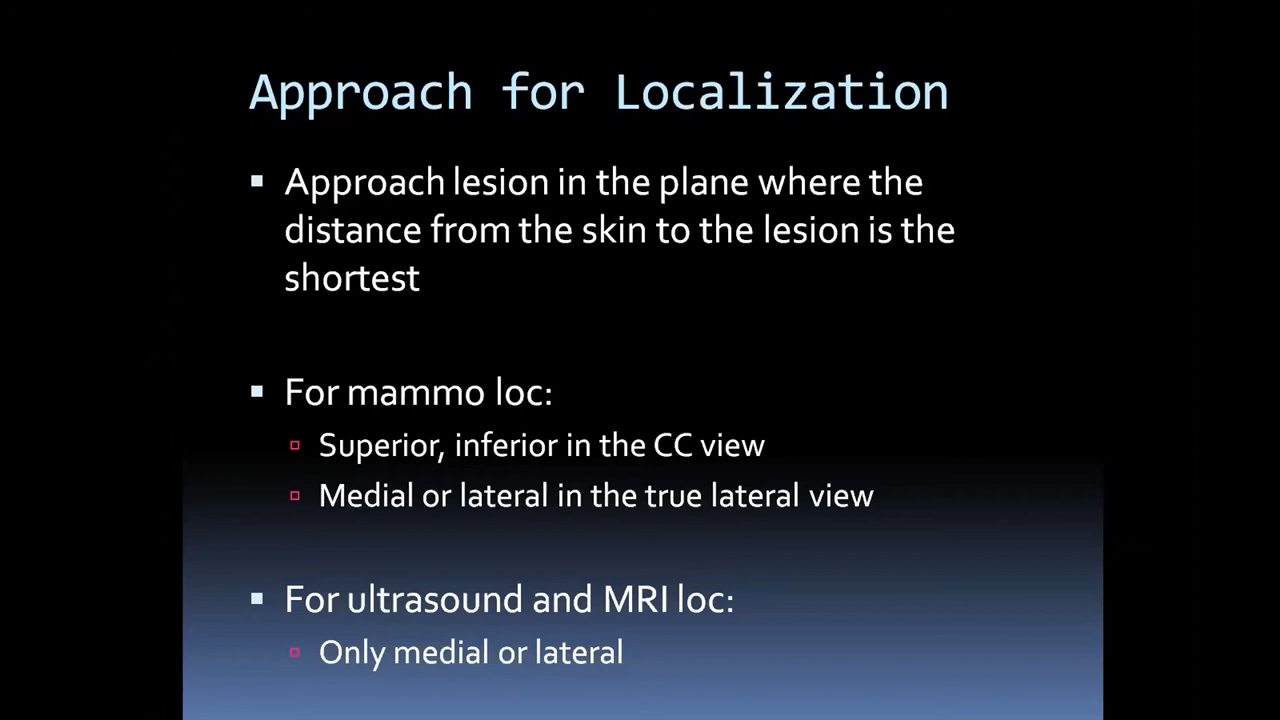 Approach for Localization
Approach lesion in the plane where the
distance from the skin to the lesion is the
shortest
For mammo loc:
Superior, inferior in the CC view
Medial or lateral in the true lateral view
For ultrasound and MRI loc:
Only medial or lateral